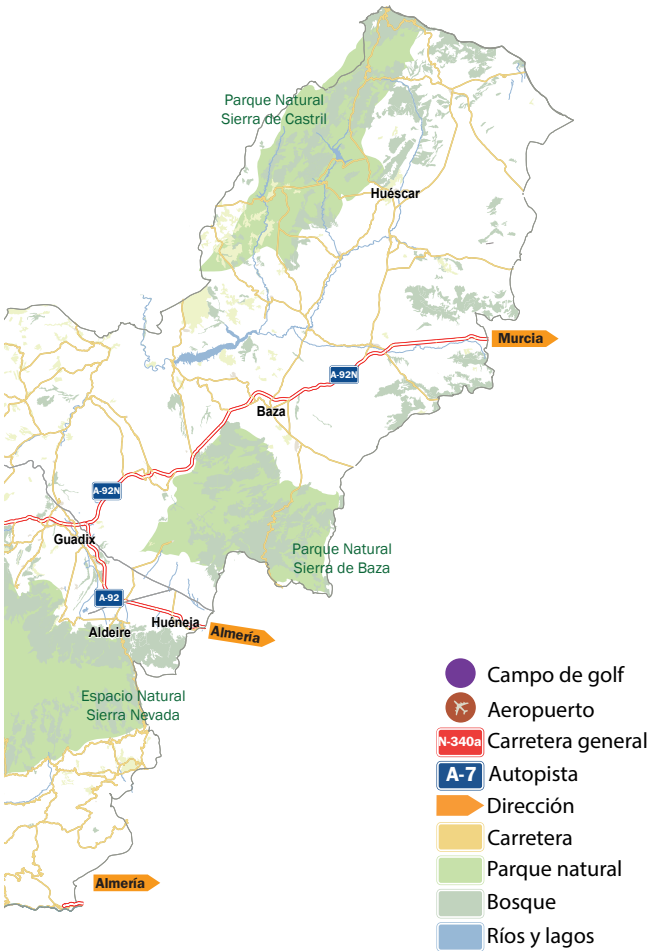 Parque Natural
Sierra de Castril
Huéscar
Murcia
A-92N
Baza
A-92N
Guadix
Parque Natural
Sierra de Baza
A-92
Huéneja
Aldeire
Almería
Espacio Natural
Sierra Nevada
Almería
Campo de golf
Aeropuerto
N-340a Carretera general
A-7 Autopista
Dirección
Carretera
Parque natural
Bosque
Ríos y lagos